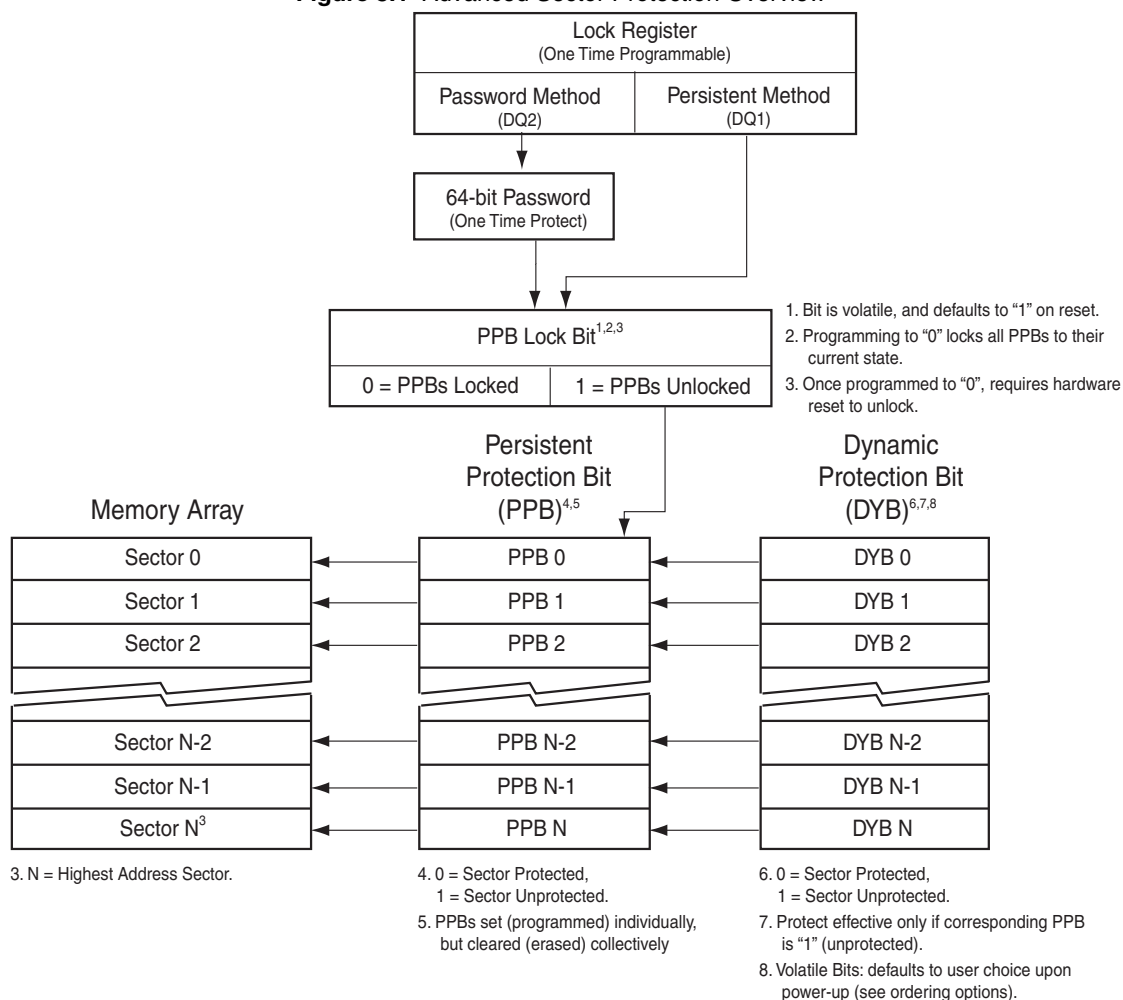 Lock Register
(One Time Programmable)
Password Method
(DQ2)
Persistent Method
(DQ1)
64-bit Password
(One Time Protect)
PPB Lock Bit1,2,3
0 = PPBs Locked
1 = PPBs Unlocked
1. Bit is volatile, and defaults to “1” on reset.
2. Programming to “0” locks all PPBs to their
current state.
3. Once programmed to “0”, requires hardware
reset to unlock.
Memory Array
Persistent
Protection Bit
(PPB)4,5
Dynamic
Protection Bit
(DYB)6,7,8
Sector 0
PPB 0
DYB 0
Sector 1
PPB 1
DYB 1
Sector 2
PPB 2
DYB 2
Sector N-2
PPB N-2
DYB N-2
Sector N-1
PPB N-1
DYB N-1
Sector N3
PPB N
DYB N
3. N = Highest Address Sector.
4. 0 = Sector Protected,
1 = Sector Unprotected.
5. PPBs set (programmed) individually,
but cleared (erased) collectively
6. 0 = Sector Protected,
1 = Sector Unprotected.
7. Protect effective only if corresponding PPB
is “1” (unprotected).
8. Volatile Bits: defaults to user choice upon
power-up (see ordering options).